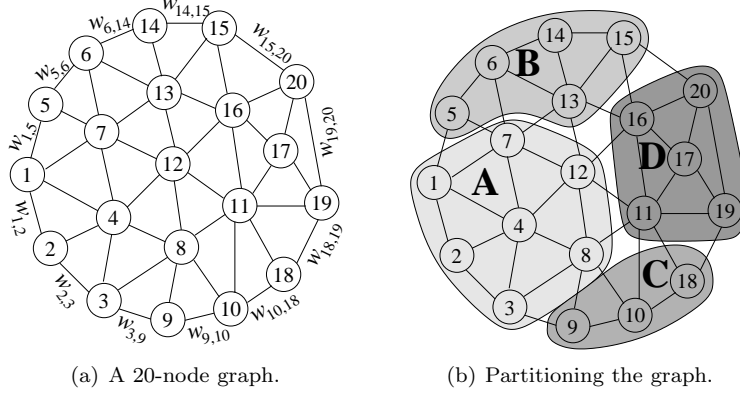 w14,15
w6,14
14
15
w15,20
6
w5,6
20
5
13
16
w1,5
7
w19,20
12
17
1
11
19
4
w1,2
8
w18,19
2
18
w2,3
3
10
w10,18
9
w3,9
w9,10
(a) A 20-node graph.
14
15
B
6
20
13
5
16
7
D
17
12
1
A
11
19
4
2
8
C
18
3
10
9
(b) Partitioning the graph.